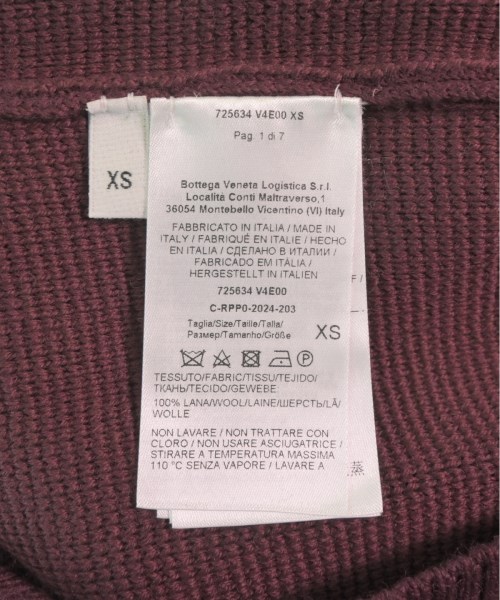 725634 V4E00 XS
Pag. 1 di 7
XS
Bottega Veneta Logistica S.r.l.
Località Conti Maltraverso,1
36054 Montebello Vicentino (VI) Italy
FABBRICATO IN ITALIA / MADE IN
ITALY / FABRIQUÉ EN ITALIE / HECHO
EN ITALIA / СДЕЛАНО В ИТАЛИИ /
FABRICADO EM ITÁLIA /
HERGESTELLT IN ITALIEN
725634 V4E00
C-RPP0-2024-203
Taglia/Size/Taille/Talla/
Размер/Tamanho/Größe XS
P
TESSUTO/FABRIC/TISSU/TEJIDO/
ТКАНЬ/TECIDO/GEWEBE
100% LANA/WOOL/LAINE/ШЕРСТЬ/LÃ/
WOLLE
NON LAVARE / NON TRATTARE CON
CLORO / NON USARE ASCIUGATRICE /
STIRARE A TEMPERATURA MASSIMA
110 °C SENZA VAPORE / LAVARE A